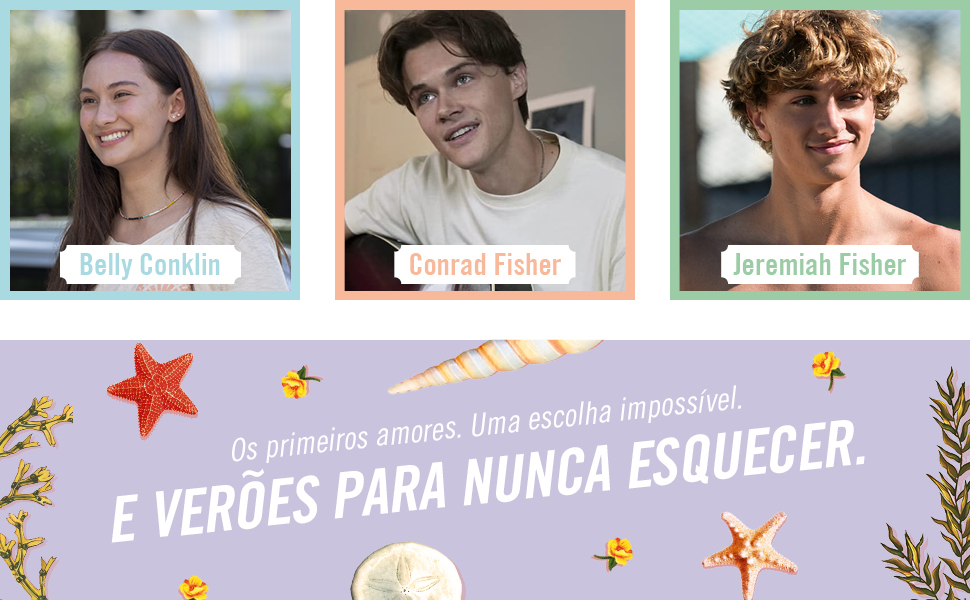 Belly Conklin
Conrad Fisher
Jeremiah Fisher
Os primeiros amores. Uma escolha impossível.
E VERÕES PARA NUNCA ESQUECER.